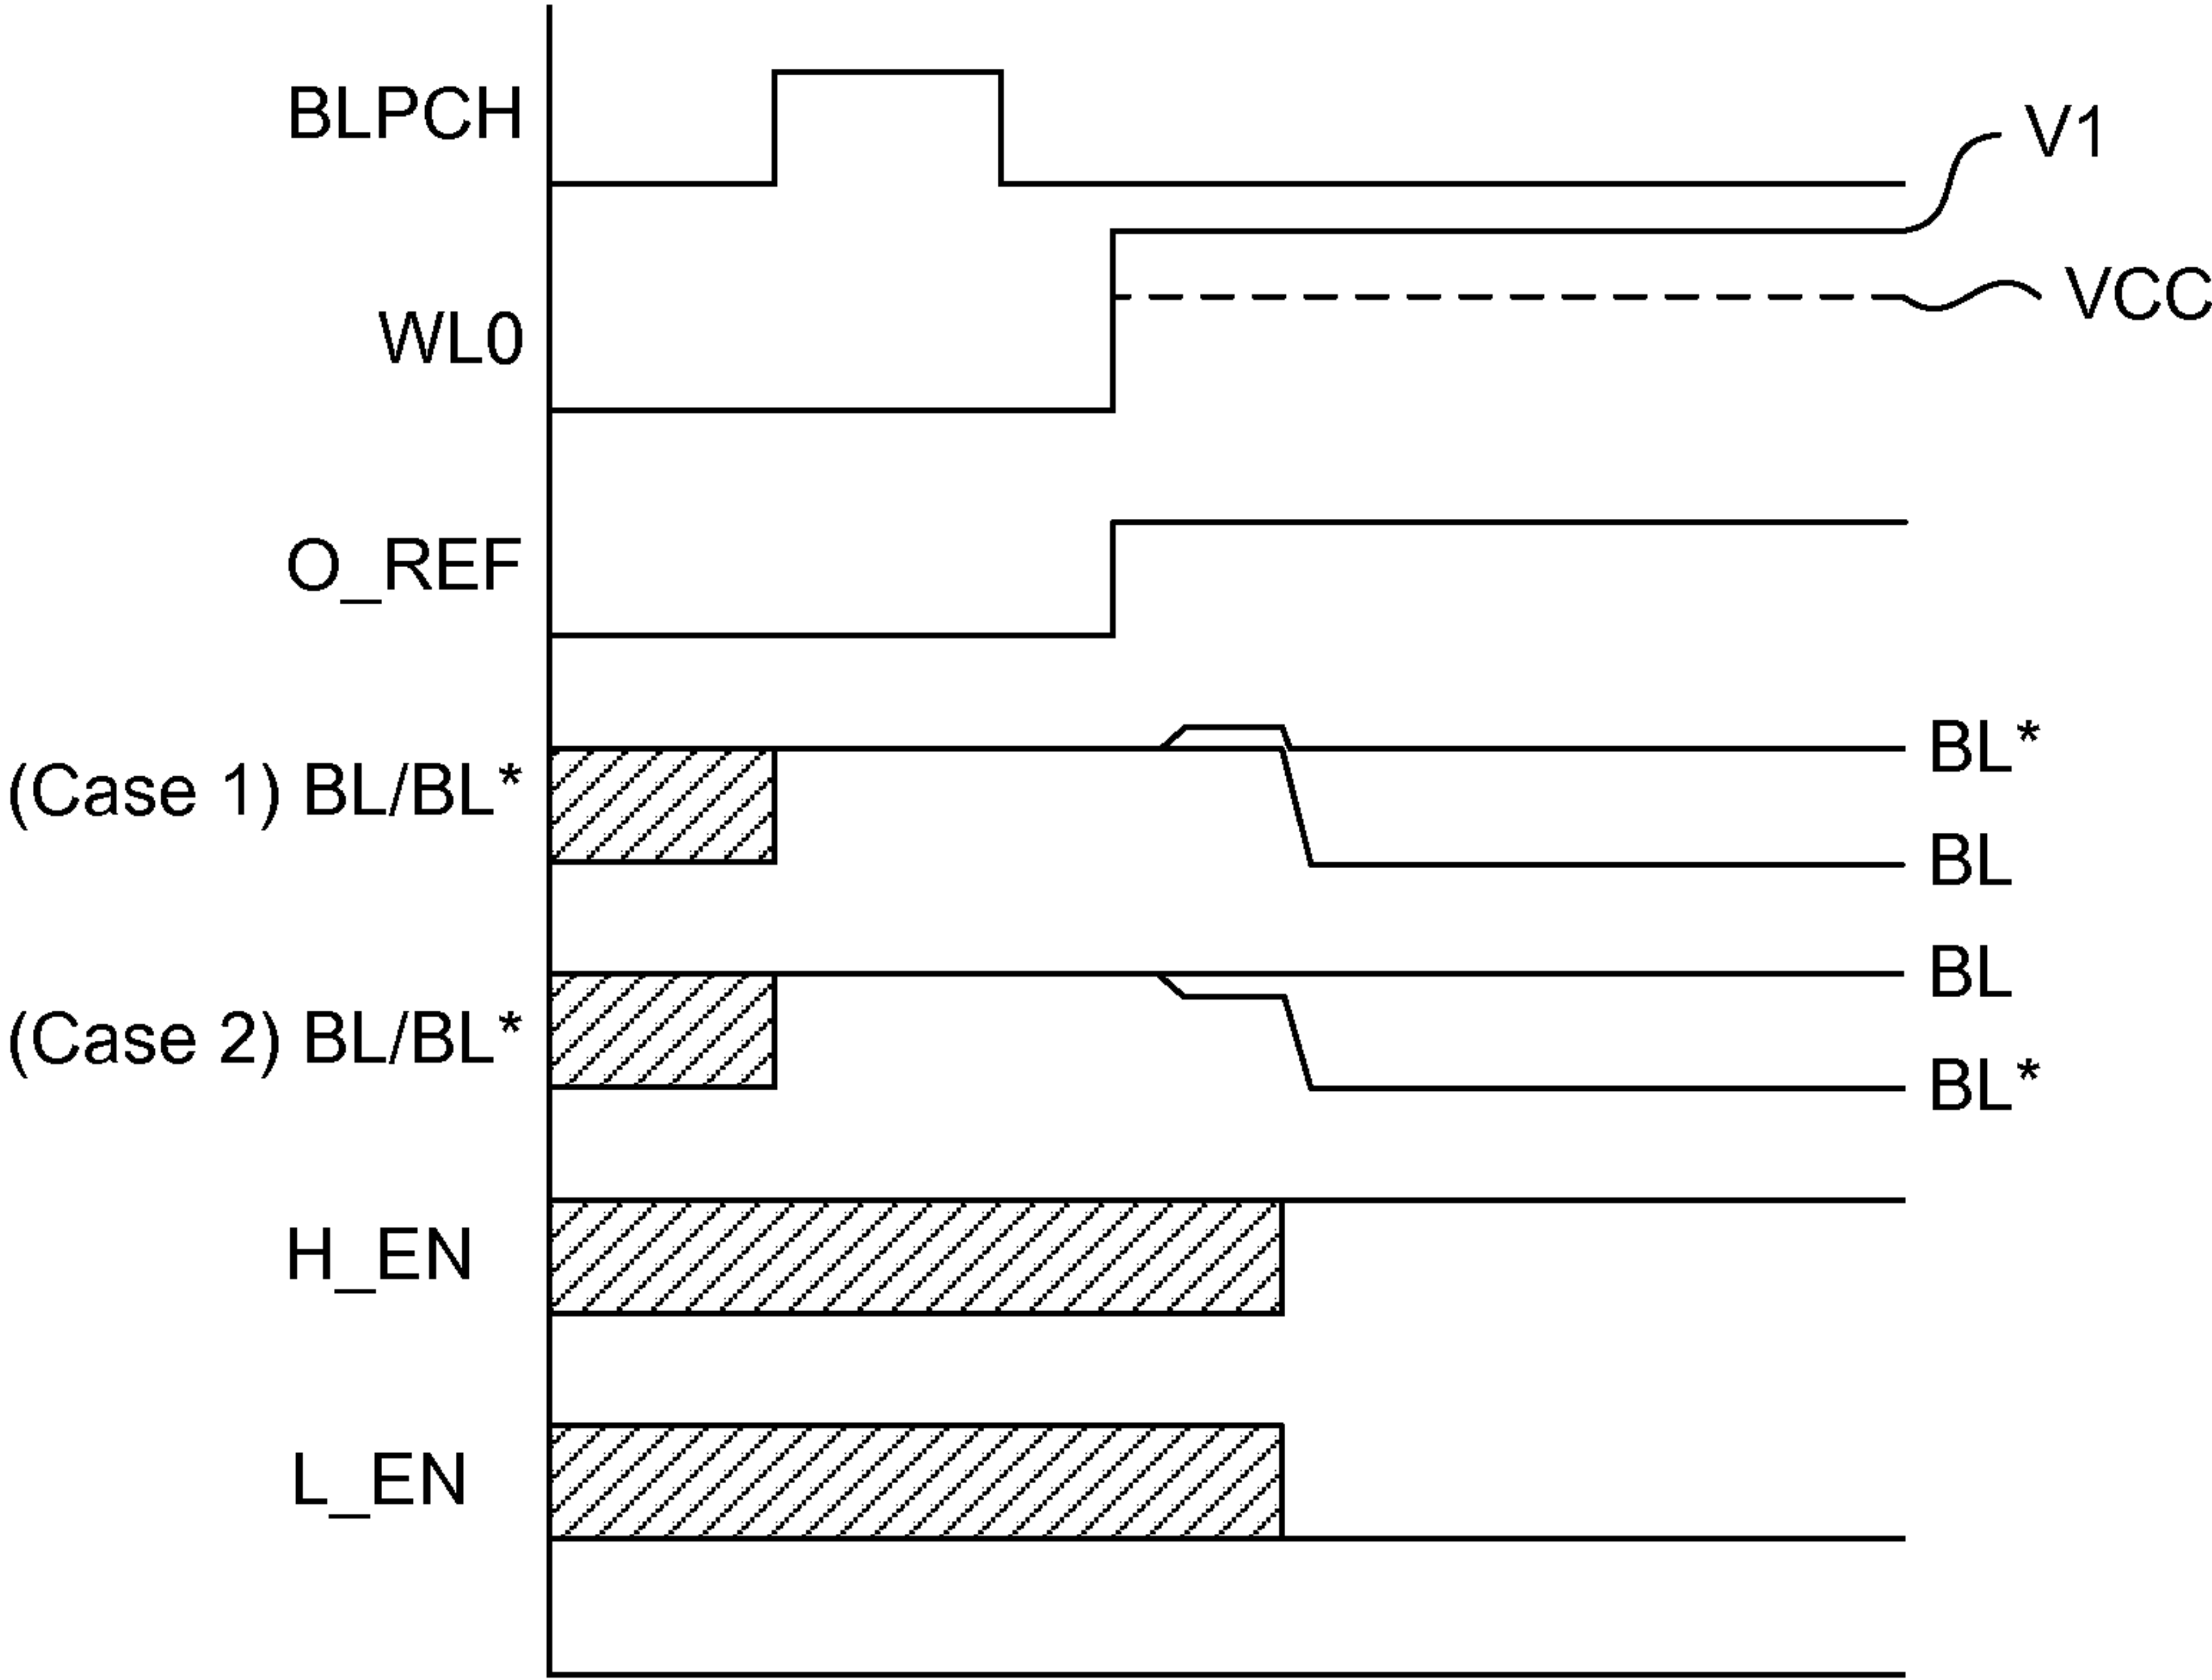 BLPCH
V1
WL0
VCC
O_REF
(Case 1) BL/BL*
BL*
BL
(Case 2) BL/BL*
BL
BL*
H_EN
L_EN